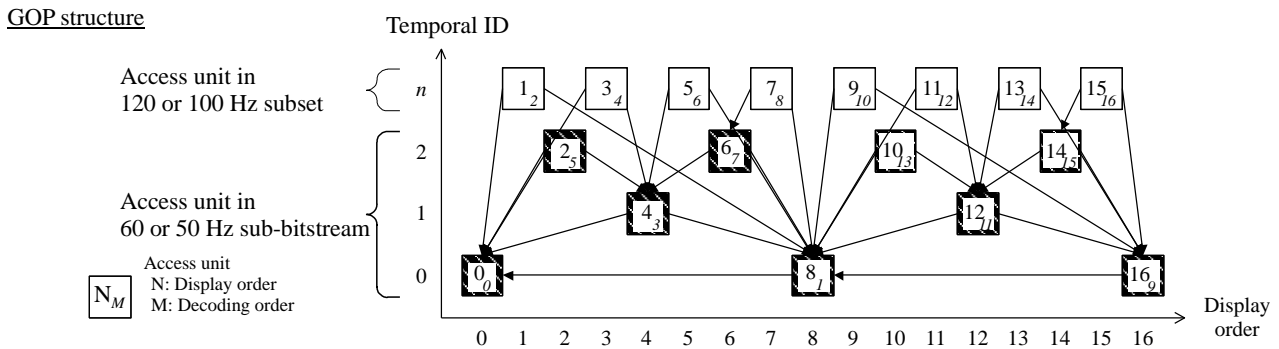 GOP structure
Temporal ID
Access unit in
120 or 100 Hz subset
n
1 2
3 4
5 6
7 8
9 10
11 12
13 14
15 16
2
2 5
6 7
10 13
14 15
Access unit in
60 or 50 Hz sub-bitstream
1
4 3
12 11
0
0 0
8 1
16 9
N M
Access unit
N: Display order
M: Decoding order
Display
order
0 1 2 3 4 5 6 7 8 9 10 11 12 13 14 15 16